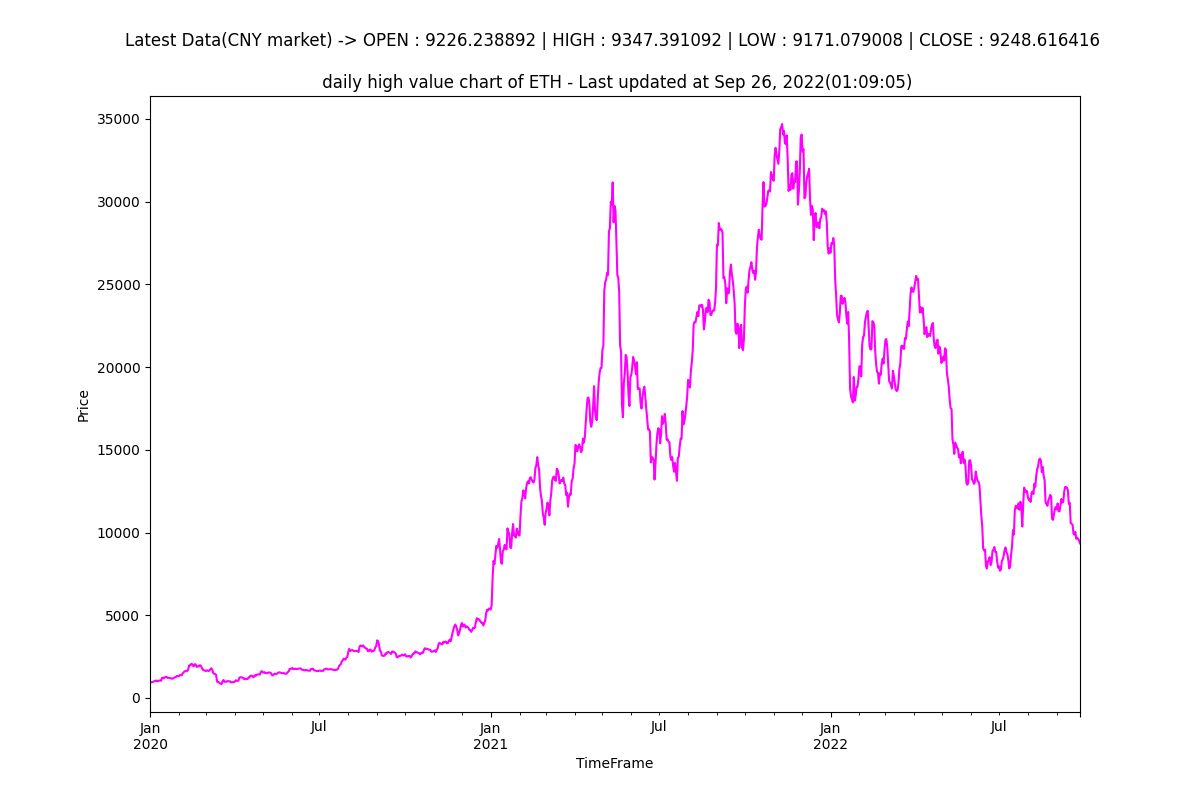 Latest Data(CNY market) -> OPEN : 9226.238892 | HIGH : 9347.391092 | LOW : 9171.079008 | CLOSE : 9248.616416
daily high value chart of ETH - Last updated at Sep 26, 2022(01:09:05)
35000
30000
25000
20000
15000
10000
5000
0
Price
Jan Jul Jan Jul Jan Jul
2020 2021 2022
TimeFrame